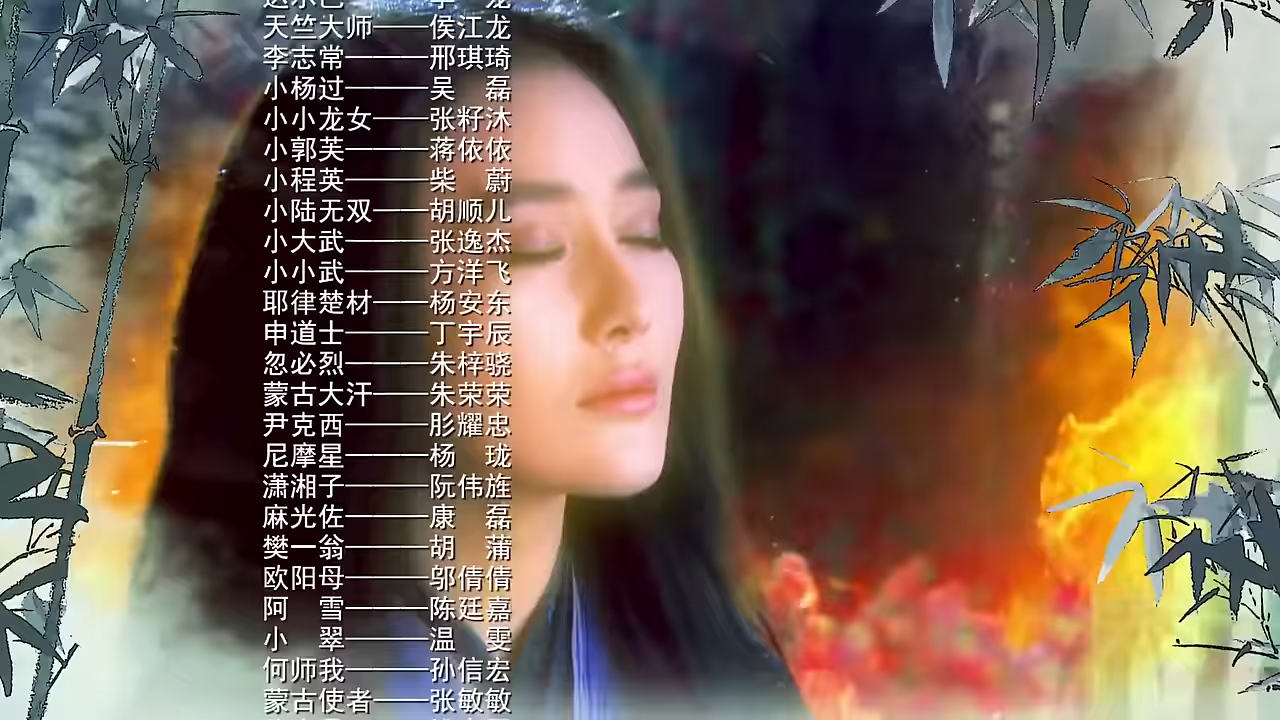 天竺大师———侯江龙
李志常———邢琪琦
小杨过———吴 磊
小小龙女——张籽沐
小郭芙———蒋依依
小程英———柴 蔚
小陆无双——胡顺儿
小大武———张逸杰
小小武———方洋飞
耶律楚材——杨安东
申道士———丁宇辰
忽必烈———朱梓骁
蒙古大汗——朱荣荣
尹克西———肜耀忠
尼摩星———杨 珑
潇湘子———阮伟旌
麻光佐———康 磊
樊一翁———胡 蒲
欧阳母———邬倩倩
阿 雪———陈廷嘉
小 翠———温 雯
何师我———孙信宏
蒙古使者——张敏敏